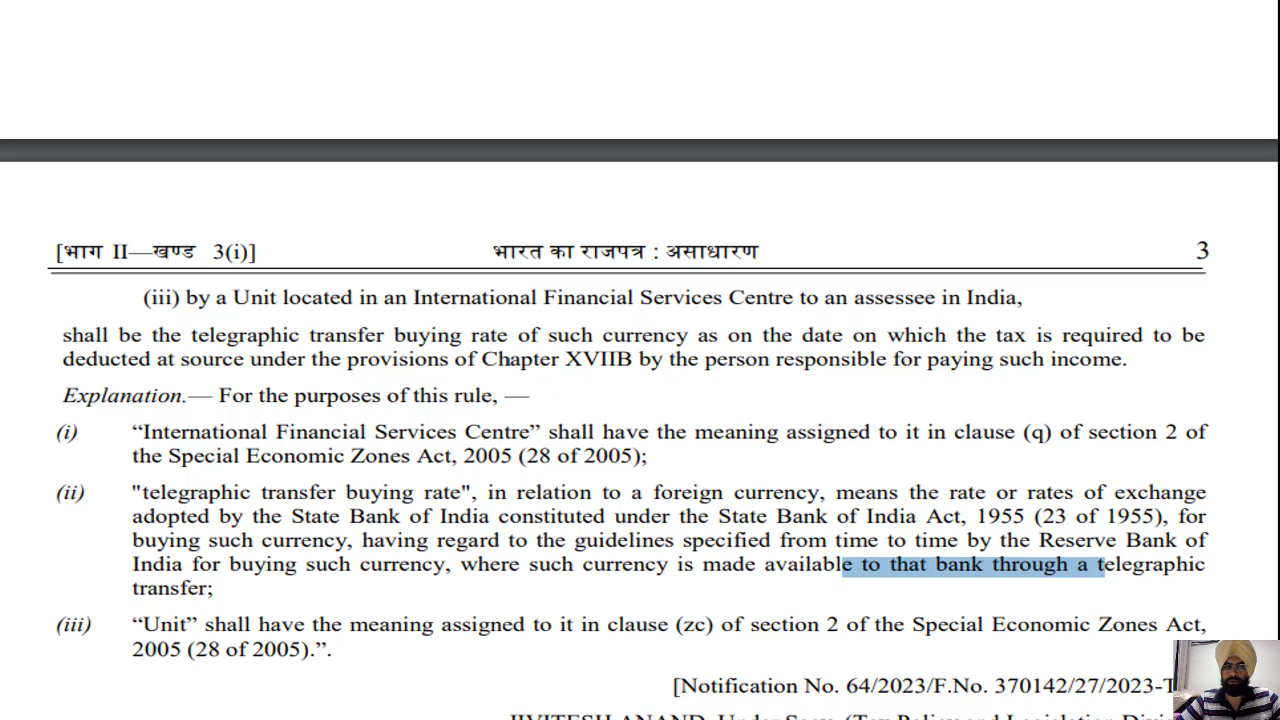 [भाग II—खण्ड 3(i)] भारत का राजपत्र : असाधारण 3
(iii) by a Unit located in an International Financial Services Centre to an assessee in India,
shall be the telegraphic transfer buying rate of such currency as on the date on which the tax is required to be
deducted at source under the provisions of Chapter XVIIB by the person responsible for paying such income.
Explanation.— For the purposes of this rule, —
(i) “International Financial Services Centre” shall have the meaning assigned to it in clause (q) of section 2 of
the Special Economic Zones Act, 2005 (28 of 2005);
(ii) "telegraphic transfer buying rate", in relation to a foreign currency, means the rate or rates of exchange
adopted by the State Bank of India constituted under the State Bank of India Act, 1955 (23 of 1955), for
buying such currency, having regard to the guidelines specified from time to time by the Reserve Bank of
India for buying such currency, where such currency is made available to that bank through a telegraphic
transfer;
(iii) “Unit” shall have the meaning assigned to it in clause (zc) of section 2 of the Special Economic Zones Act,
2005 (28 of 2005).”.
[Notification No. 64/2023/F.No. 370142/27/2023-T